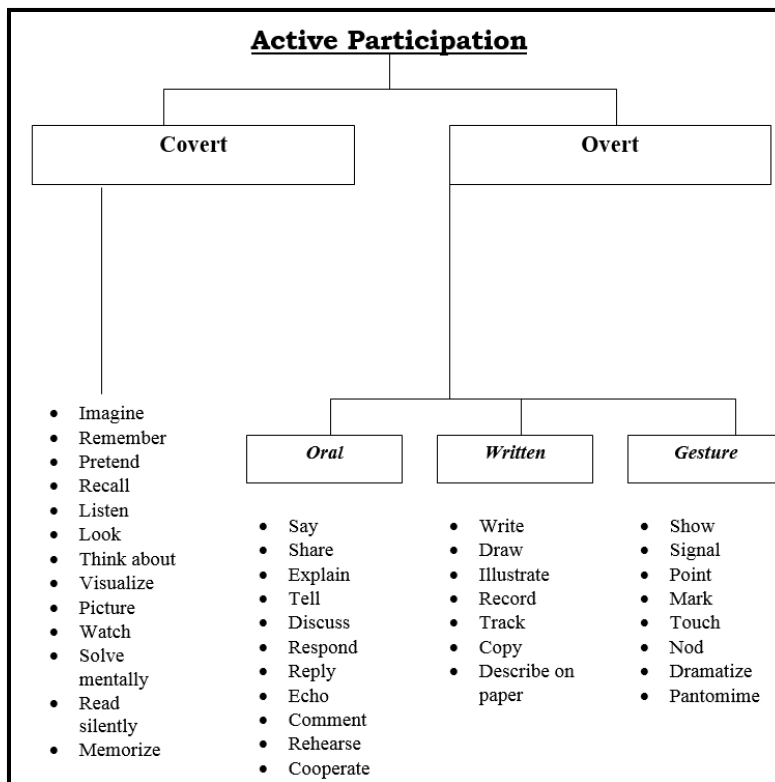 Active Participation
Covert
Overt
• Imagine
• Remember
• Pretend
• Recall
• Listen
• Look
• Think about
• Visualize
• Picture
• Watch
• Solve
mentally
• Read
silently
• Memorize
Oral
• Say
• Share
• Explain
• Tell
• Discuss
• Respond
• Reply
• Echo
• Comment
• Rehearse
• Cooperate
Written
• Write
• Draw
• Illustrate
• Record
• Track
• Copy
• Describe on
paper
Gesture
• Show
• Signal
• Point
• Mark
• Touch
• Nod
• Dramatize
• Pantomime